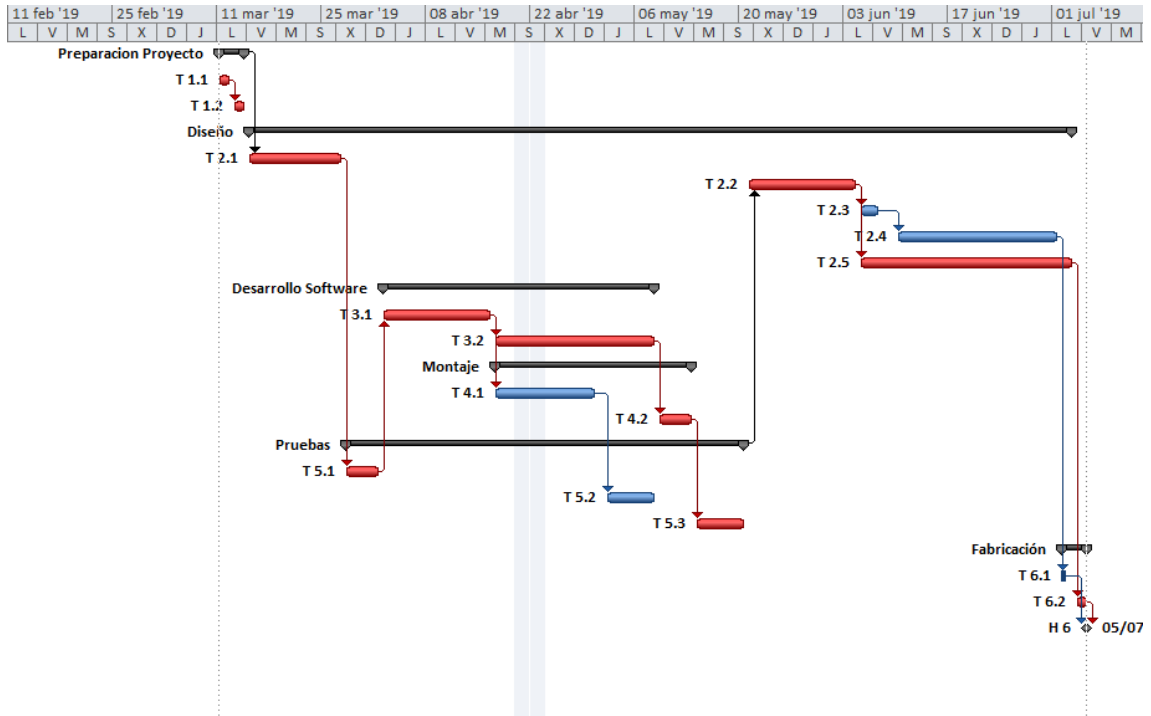 11 feb '19 25 feb '19 11 mar '19 25 mar '19 08 abr '19 22 abr '19 06 may '19 20 may '19 03 jun '19 17 jun '19 01 jul '19
L V M S X D J L V M S X D J L V M S X D J L V M S X D J L V M S X D J L V M
Preparacion Proyecto
T 1.1
T 1.2
Diseño
T 2.1
T 2.2
T 2.3
T 2.4
T 2.5
Desarrollo Software
T 3.1
T 3.2
Montaje
T 4.1
T 4.2
Pruebas
T 5.1
T 5.2
T 5.3
Fabricación
T 6.1
T 6.2
H 6 05/07